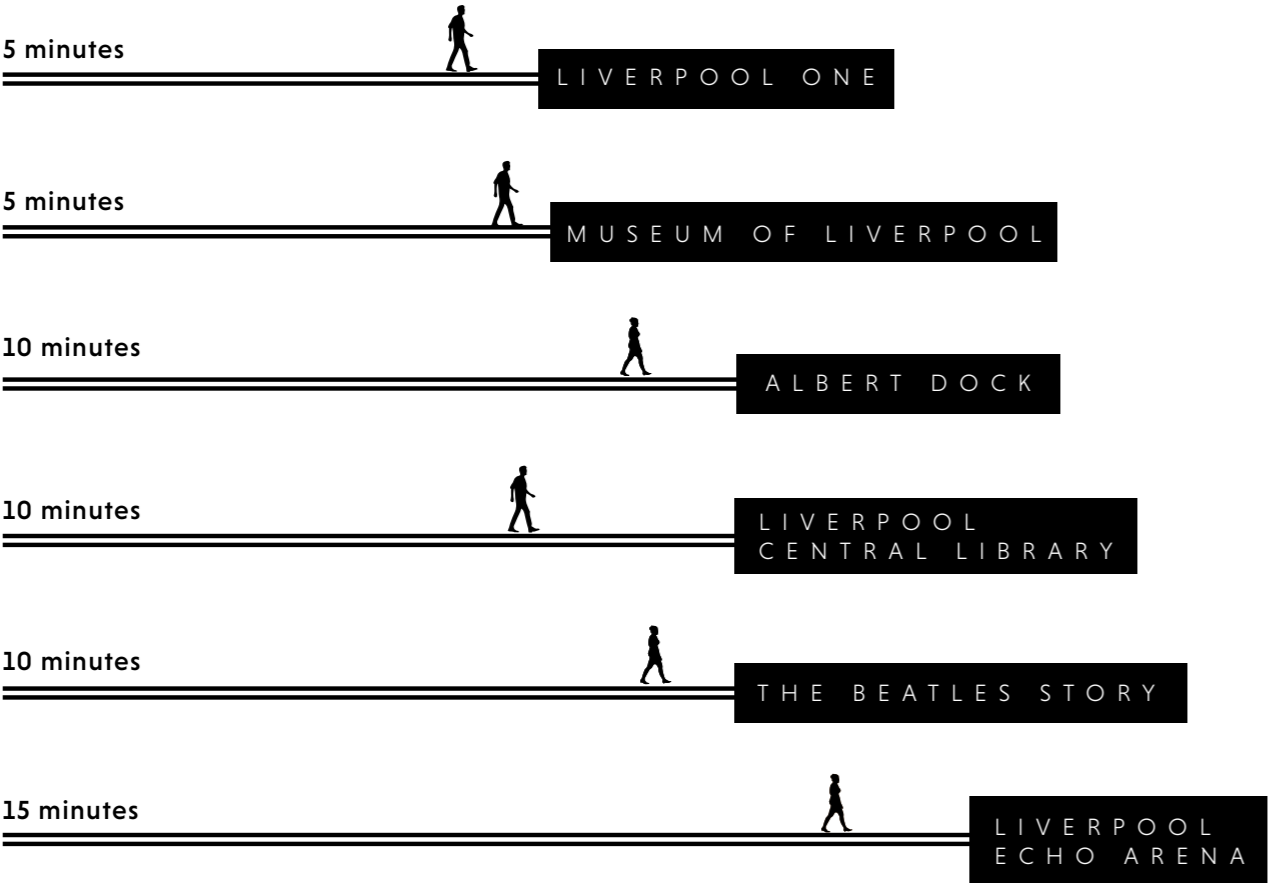 5 minutes
LIVERPOOL ONE
5 minutes
MUSEUM OF LIVERPOOL
10 minutes
ALBERT DOCK
10 minutes
LIVERPOOL
CENTRAL LIBRARY
10 minutes
THE BEATLES STORY
15 minutes
LIVERPOOL
ECHO ARENA